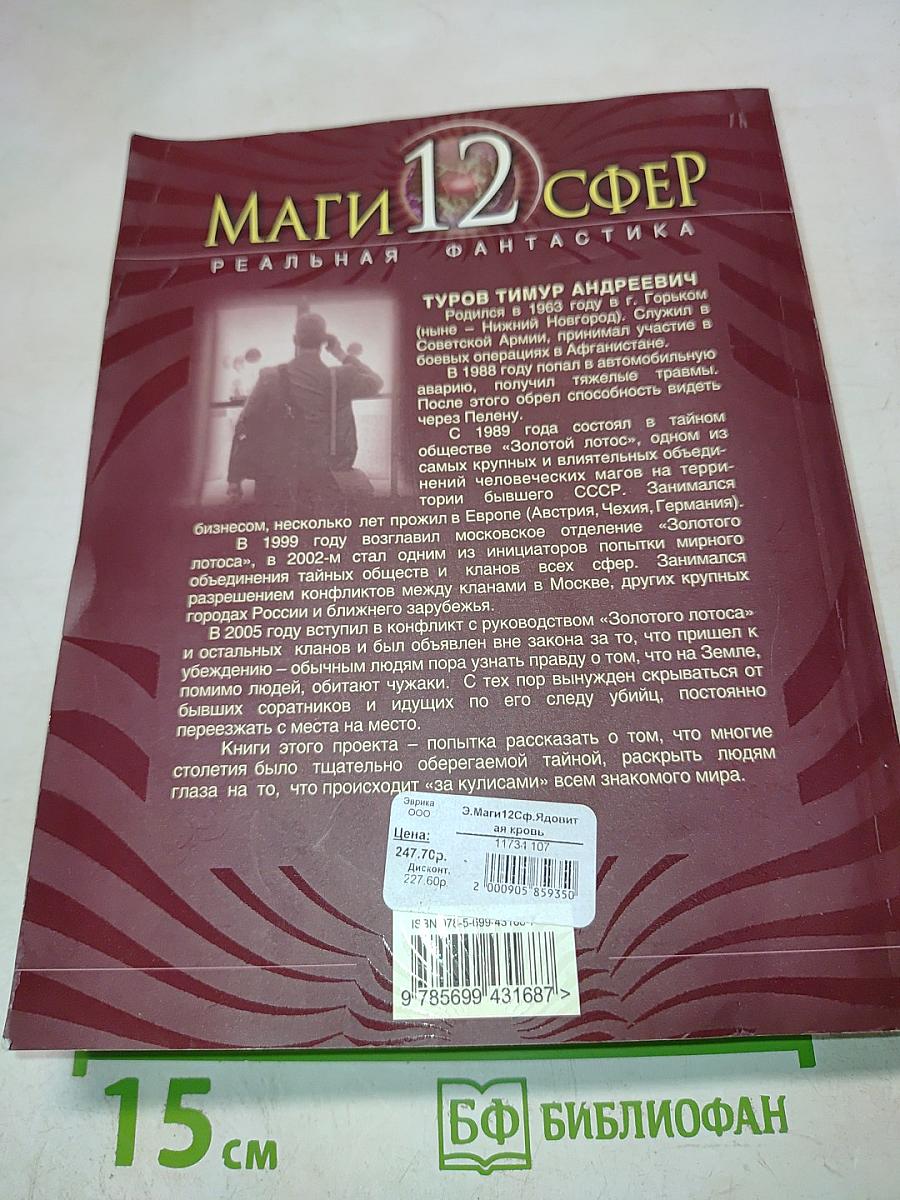 МАГИ 12 СФЕР
РЕАЛЬНАЯ ФАНТАСТИКА
ТУРОВ ТИМУР АНДРЕЕВИЧ
Родился в 1963 году в г. Горьком
(ныне – Нижний Новгород). Служил в
Советской Армии, принимал участие в
боевых операциях в Афганистане.
В 1988 году попал в автомобильную
аварию, получил тяжелые травмы.
После этого обрел способность видеть
через Пелену.
С 1989 года состоял в тайном
обществе «Золотой лотос», одном из
самых крупных и влиятельных объеди-
нений человеческих магов на терри-
тории бывшего СССР. Занимался
бизнесом, несколько лет прожил в Европе (Австрия, Чехия, Германия).
В 1999 году возглавил московское отделение «Золотого
лотоса», в 2002-м стал одним из инициаторов попытки мирного
объединения тайных обществ и кланов всех сфер. Занимался
разрешением конфликтов между кланами в Москве, других крупных
городах России и ближнего зарубежья.
В 2005 году вступил в конфликт с руководством «Золотого лотоса»
и остальных кланов и был объявлен вне закона за то, что пришел к
убеждению – обычным людям пора узнать правду о том, что на Земле,
помимо людей, обитают чужаки. С тех пор вынужден скрываться от
бывших соратников и идущих по его следу убийц, постоянно
переезжать с места на место.
Книги этого проекта – попытка рассказать о том, что многие
столетия было тщательно оберегаемой тайной, раскрыть людям
глаза на то, что происходит «за кулисами» всем знакомого мира.
Эврика
ООО
Э.Маги12Сф.Ядовит
ая кровь
11734 107
Цена:
247.70р.
Дисконт.
227.60р.
2 000905 859350
ISBN 978-5-699-43168-7
9 785699 431687 >
15 см
БФ БИБЛИОФАН